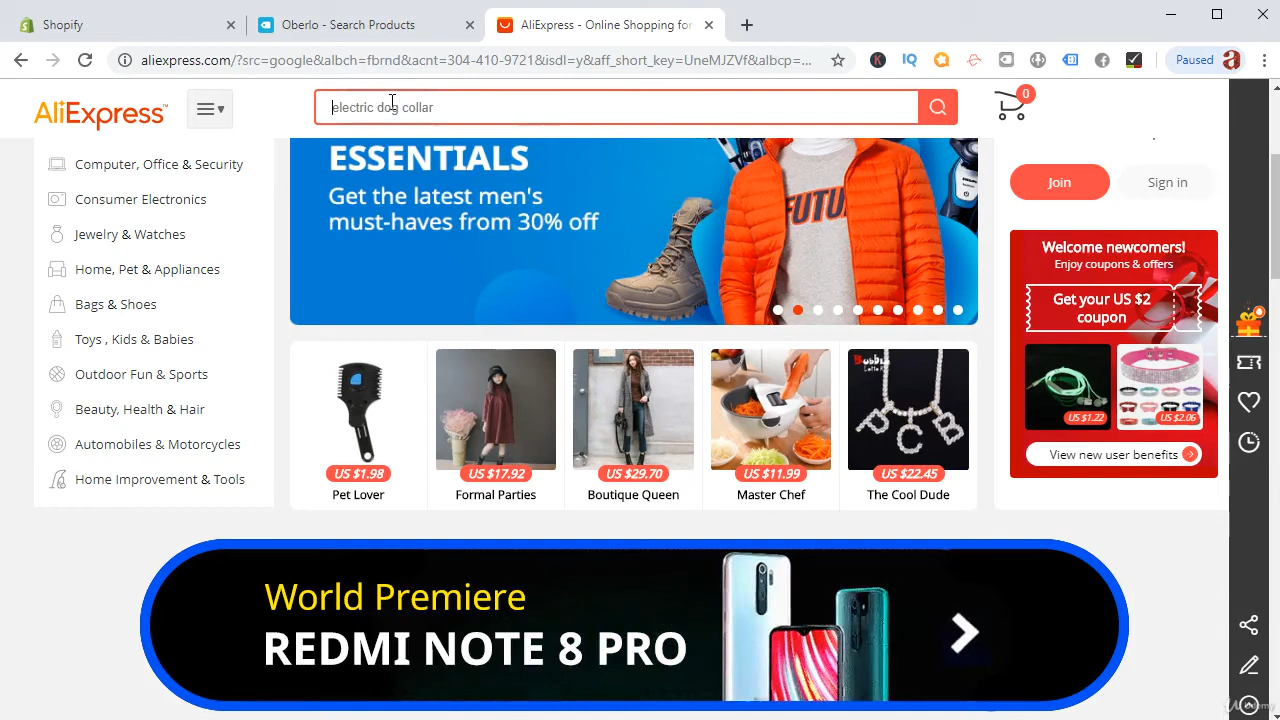 Shopify
Oberlo - Search Products
AliExpress - Online Shopping for
aliexpress.com/?src=google&albch=fbrnd&acnt=304-410-9721&isdl=y&aff_short_key=UneMJZVf&albcp=...
IQ
Paused
AliExpress
electric dog collar
0
Computer, Office & Security
Consumer Electronics
Jewelry & Watches
Home, Pet & Appliances
Bags & Shoes
Toys , Kids & Babies
Outdoor Fun & Sports
Beauty, Health & Hair
Automobiles & Motorcycles
Home Improvement & Tools
ESSENTIALS
Get the latest men's
must-haves from 30% off
FUTU
Join
Sign in
Welcome newcomers!
Enjoy coupons & offers
Get your US $2
coupon
US $1.22
US $2.06
View new user benefits
US $1.98
Pet Lover
US $17.92
Formal Parties
US $29.70
Boutique Queen
US $11.99
Master Chef
Bubble
PCB
US $22.45
The Cool Dude
World Premiere
REDMI NOTE 8 PRO
Udemy